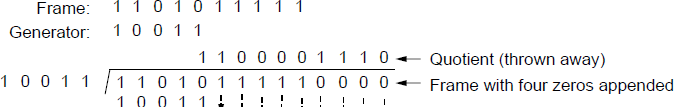 Frame: 1 1 0 1 0 1 1 1 1 1
Generator: 1 0 0 1 1
1 1 0 0 0 0 1 1 1 0 Quotient (thrown away)
1 0 0 1 1 1 1 0 1 0 1 1 1 1 1 0 0 0 0 Frame with four zeros appended
1 0 0 1 1